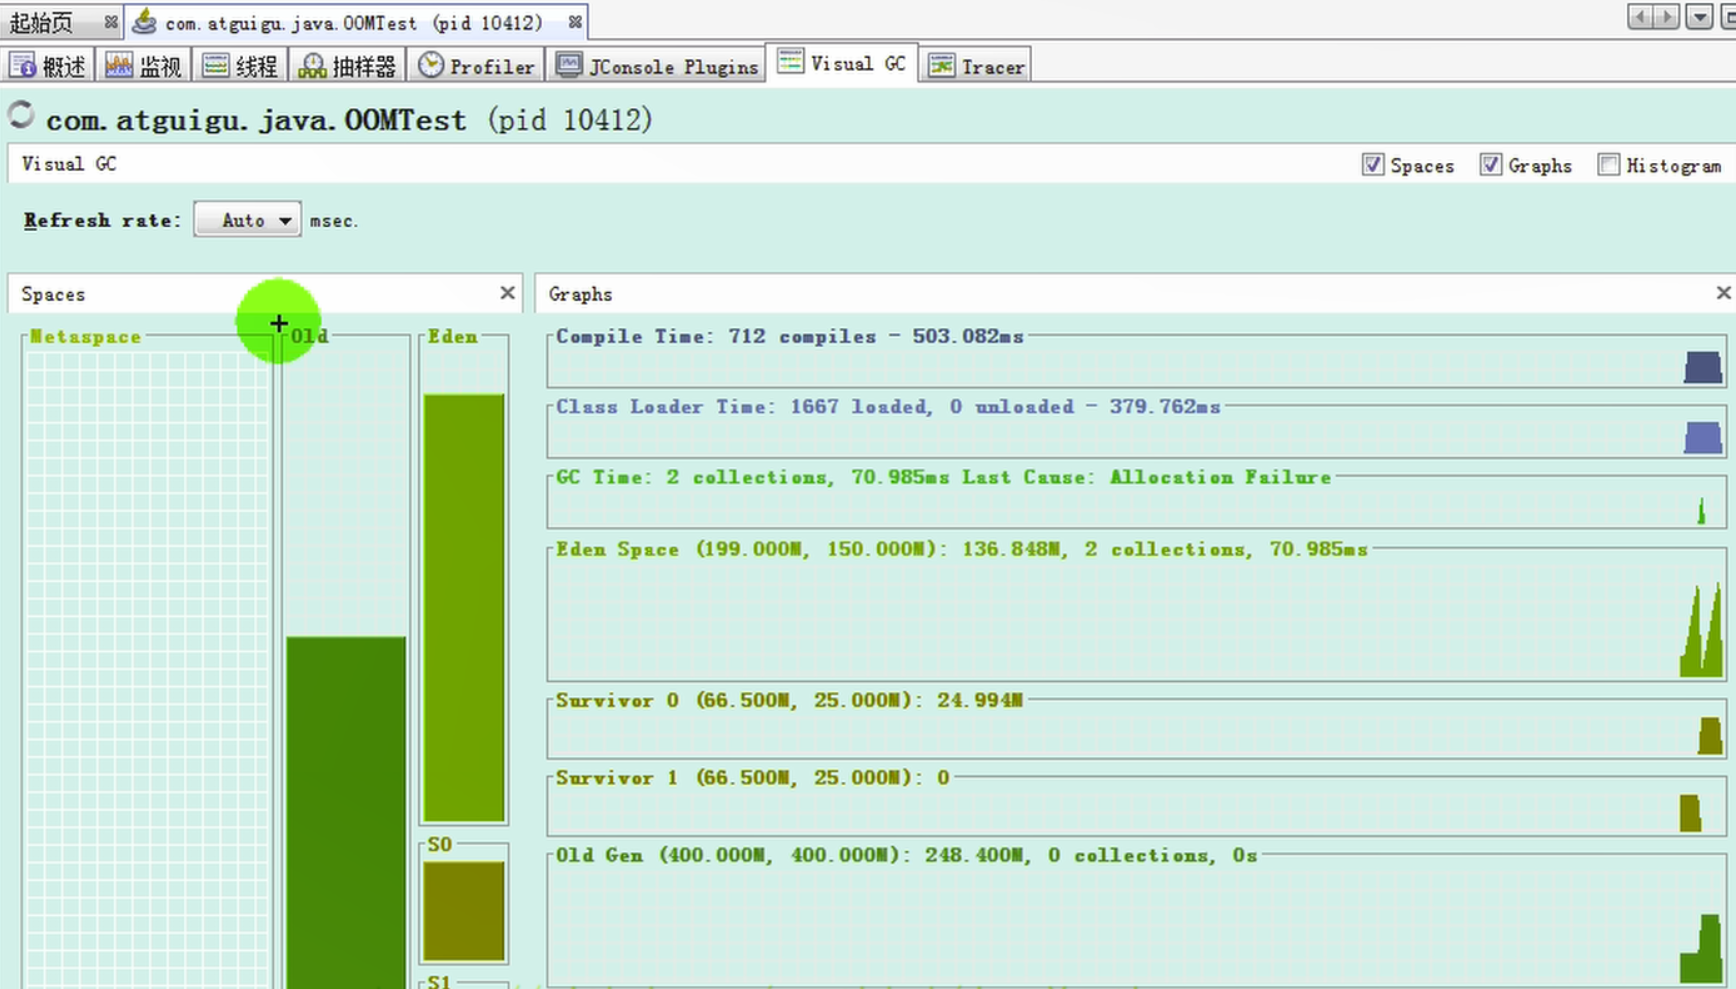 起始页 com.atguigu.java.OOMTest (pid 10412)
概述 监视 线程 抽样器 Profiler JConsole Plugins Visual GC Tracer
com.atguigu.java.OOMTest (pid 10412)
Visual GC Spaces Graphs Histogram
Refresh rate: Auto msec.
Spaces
Metaspace Old Eden
S0
S1
Graphs
Compile Time: 712 compiles - 503.082ms
Class Loader Time: 1667 loaded, 0 unloaded - 379.762ms
GC Time: 2 collections, 70.985ms Last Cause: Allocation Failure
Eden Space (199.000M, 150.000M): 136.848M, 2 collections, 70.985ms
Survivor 0 (66.500M, 25.000M): 24.994M
Survivor 1 (66.500M, 25.000M): 0
Old Gen (400.000M, 400.000M): 248.400M, 0 collections, 0s